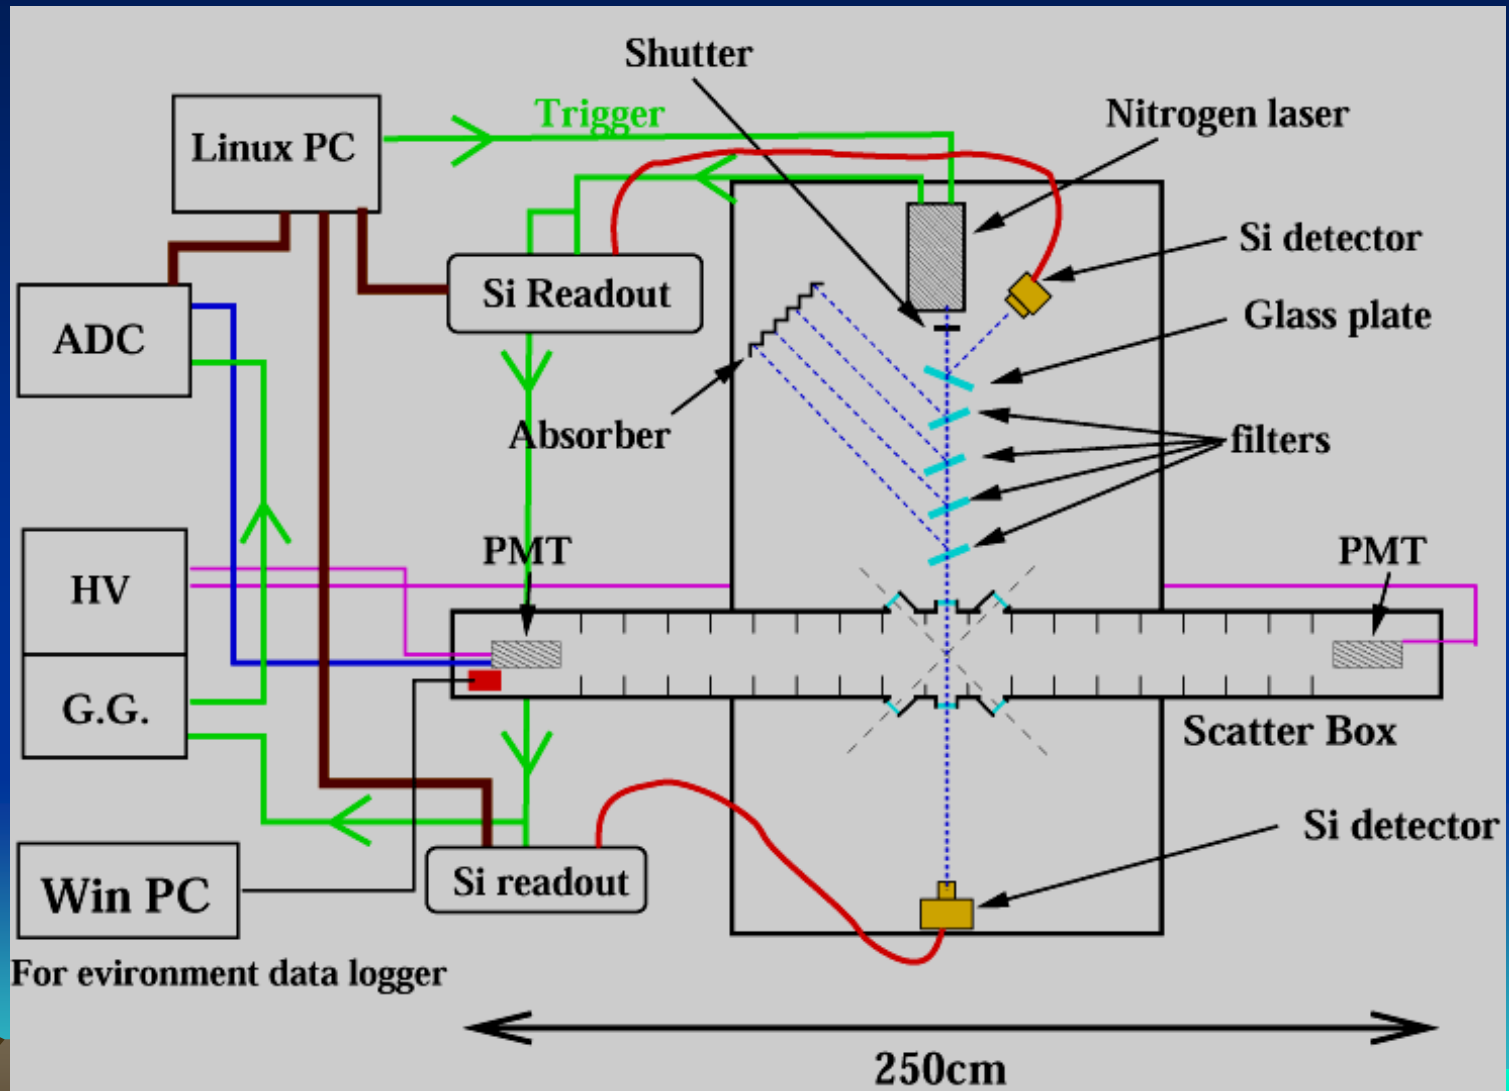 Shutter
Trigger
Nitrogen laser
Linux PC
Si detector
Si Readout
Glass plate
ADC
Absorber
filters
PMT
PMT
HV
G.G.
Scatter Box
Si detector
Si readout
Win PC
For evironment data logger
250cm